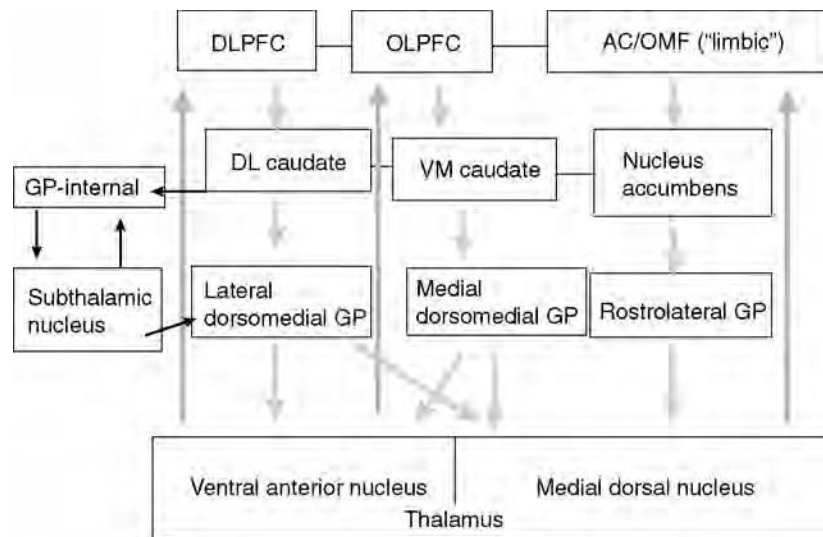 DLPFC
OLPFC
AC/OMF ("limbic")
DL caudate
VM caudate
Nucleus
accumbens
GP-internal
Subthalamic
nucleus
Lateral
dorsomedial GP
Medial
dorsomedial GP
Rostrolateral GP
Ventral anterior nucleus
Medial dorsal nucleus
Thalamus